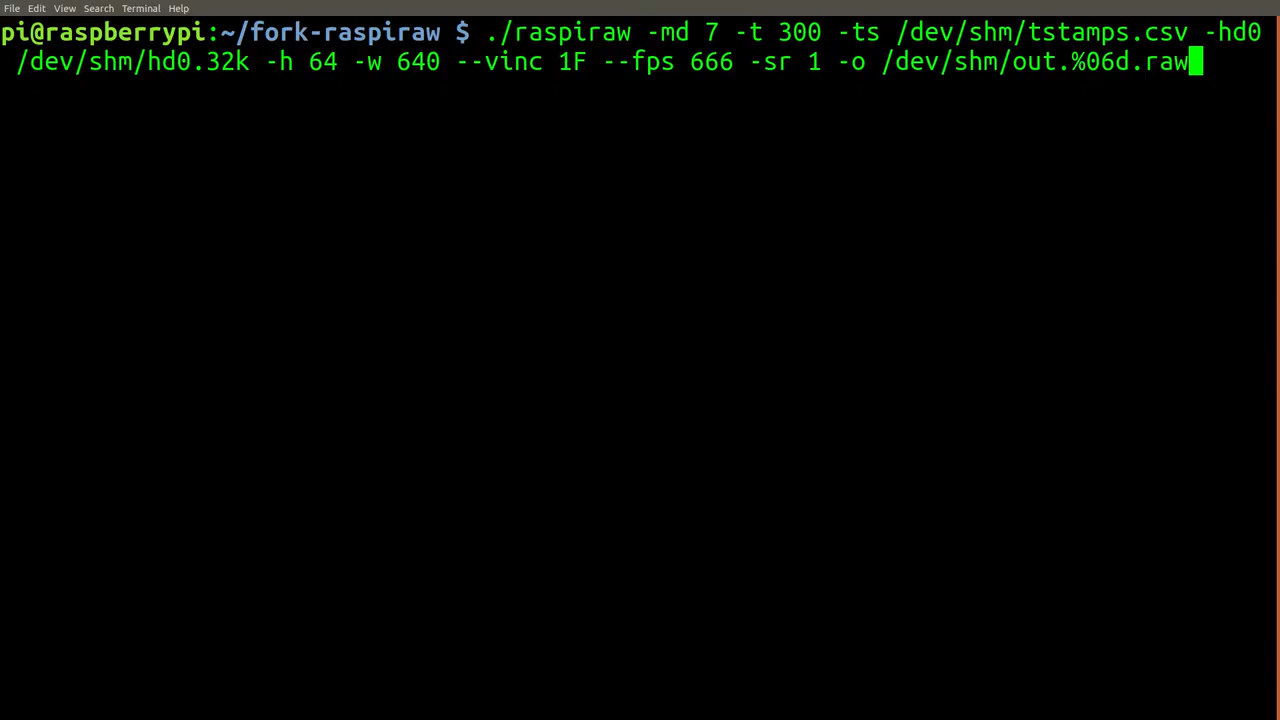 File Edit View Search Terminal Help
pi@raspberrypi:~/fork-raspiraw $ ./raspiraw -md 7 -t 300 -ts /dev/shm/tstamps.csv -hd0
/dev/shm/hd0.32k -h 64 -w 640 --vinc 1F --fps 666 -sr 1 -o /dev/shm/out.%06d.raw